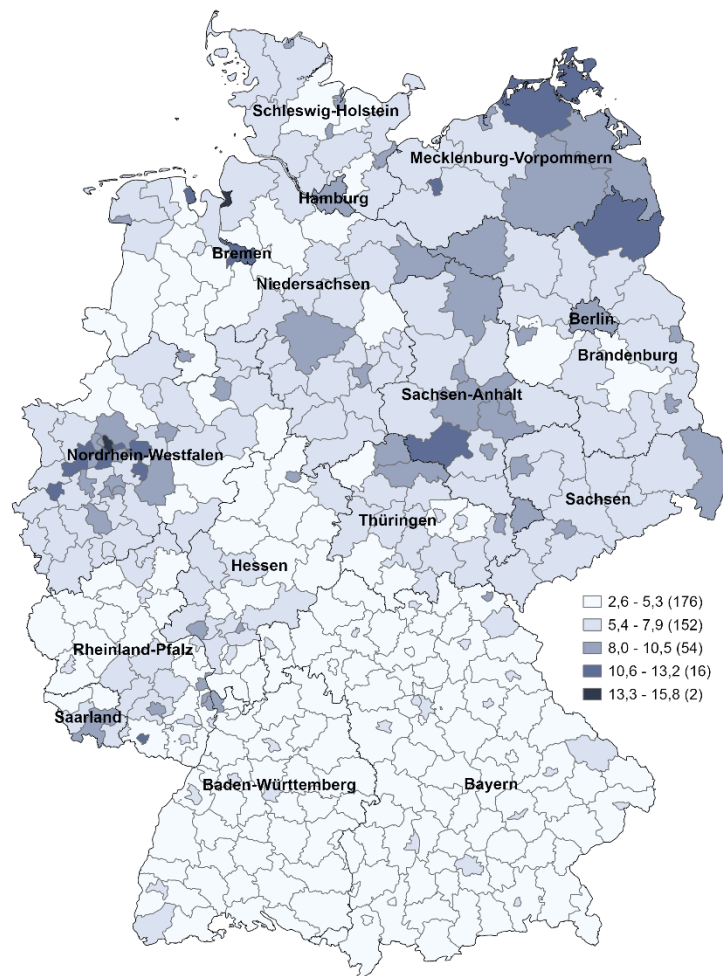 Schleswig-Holstein
Mecklenburg-Vorpommern
Hamburg
Bremen
Niedersachsen
Berlin
Brandenburg
Sachsen-Anhalt
Nordrhein-Westfalen
Sachsen
Thüringen
Hessen
2,6 - 5,3 (176)
5,4 - 7,9 (152)
8,0 - 10,5 (54)
10,6 - 13,2 (16)
13,3 - 15,8 (2)
Rheinland-Pfalz
Saarland
Baden-Württemberg
Bayern